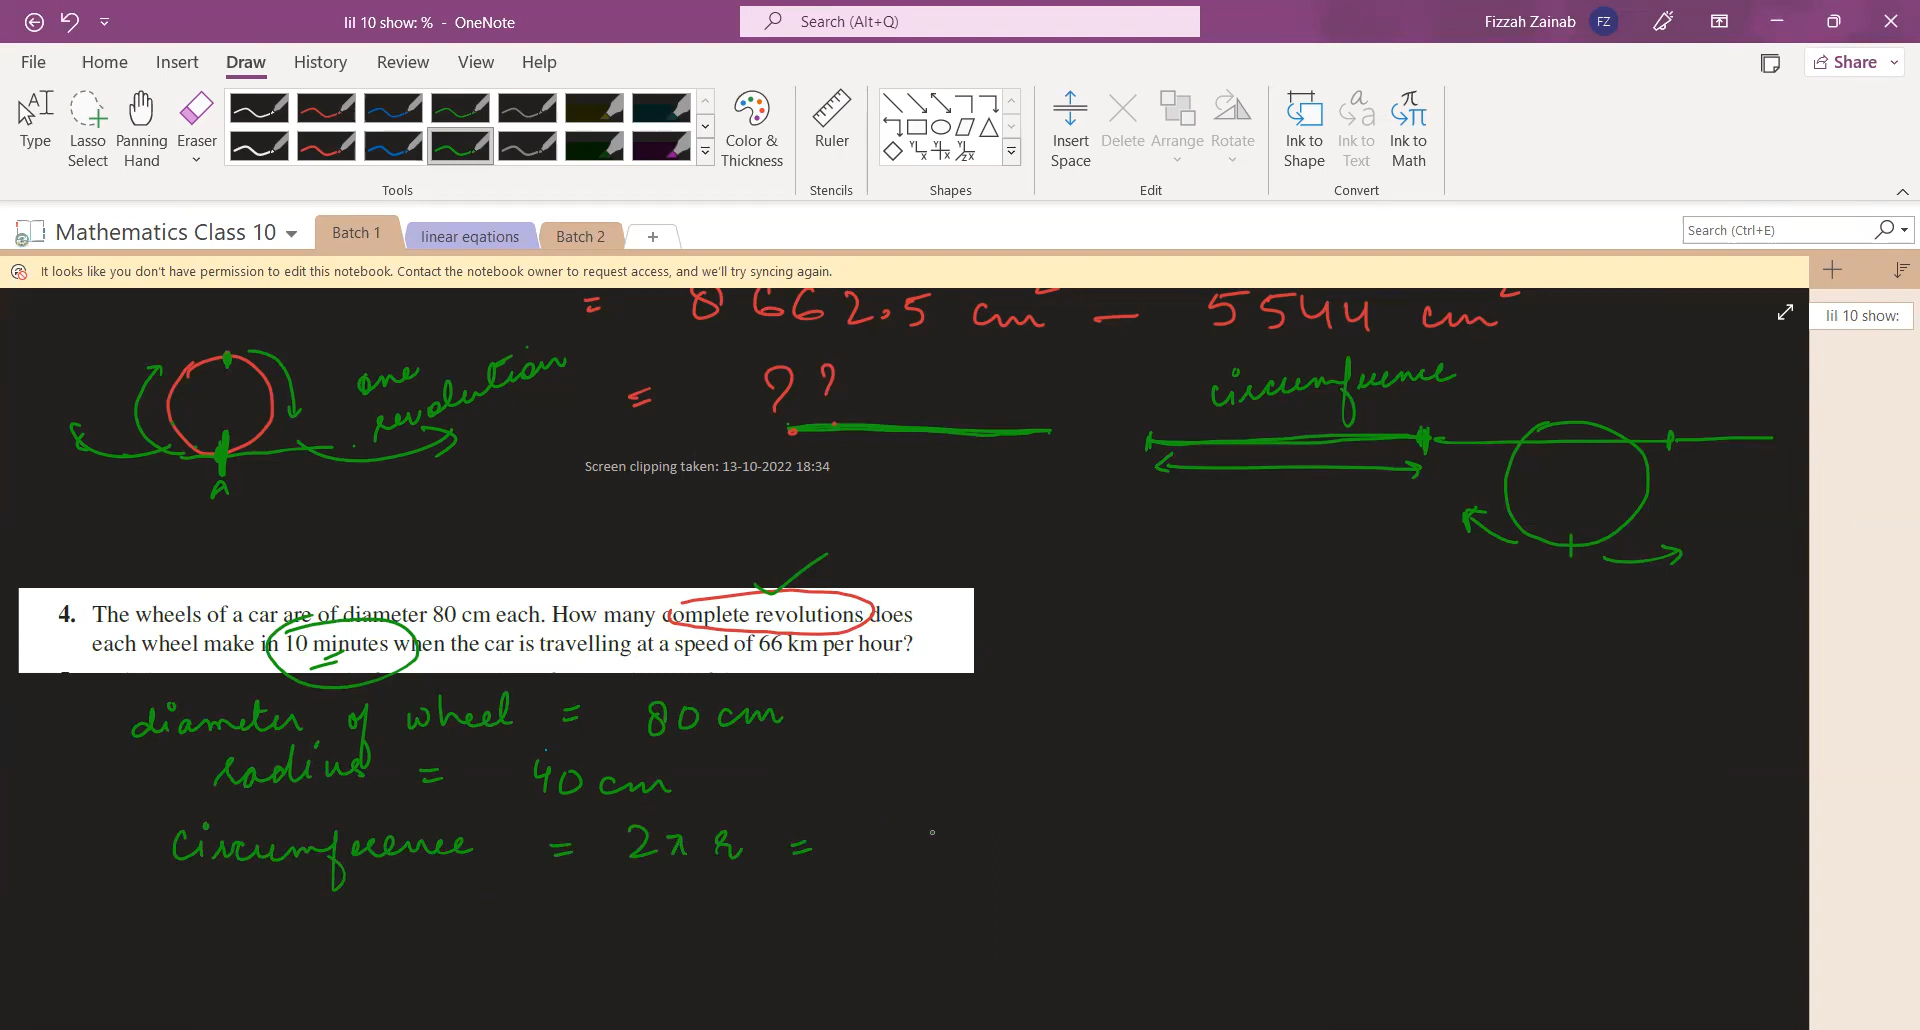 lil 10 show: % - OneNote
Search (Alt+Q)
Fizzah Zainab FZ
File Home Insert Draw History Review View Help
Share
Type Lasso Select Panning Hand Eraser
Color & Thickness
Ruler
Insert Space Delete Arrange Rotate
Ink to Shape Ink to Text Ink to Math
Tools Stencils Shapes Edit Convert
Mathematics Class 10 Batch 1 linear eqations Batch 2 +
Search (Ctrl+E)
It looks like you don't have permission to edit this notebook. Contact the notebook owner to request access, and we'll try syncing again.
lil 10 show:
= 8662.5 cm² — 5544 cm²
one revolution
= ??
circumference
A
Screen clipping taken: 13-10-2022 18:34
4. The wheels of a car are of diameter 80 cm each. How many complete revolutions does
each wheel make in 10 minutes when the car is travelling at a speed of 66 km per hour?
diameter of wheel = 80 cm
radius = 40 cm
circumference = 2πr =